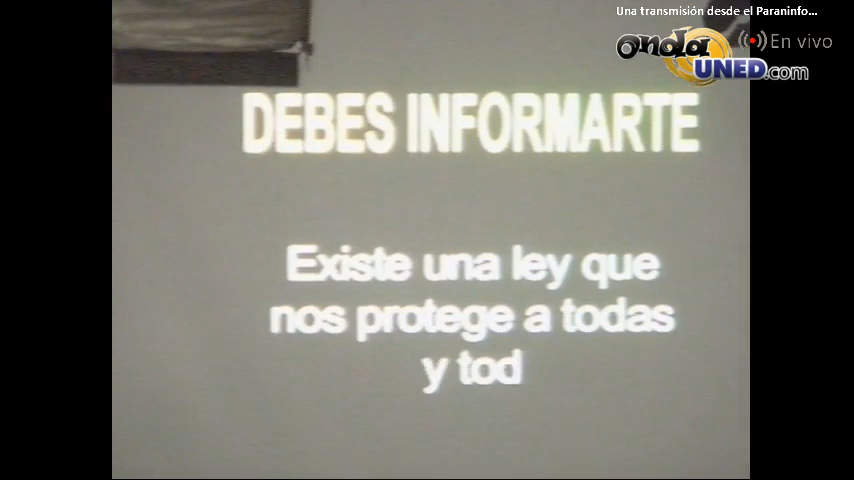 Una transmisión desde el Paraninfo...
onda
UNED.com
En vivo
DEBES INFORMARTE
Existe una ley que
nos protege a todas
y tod